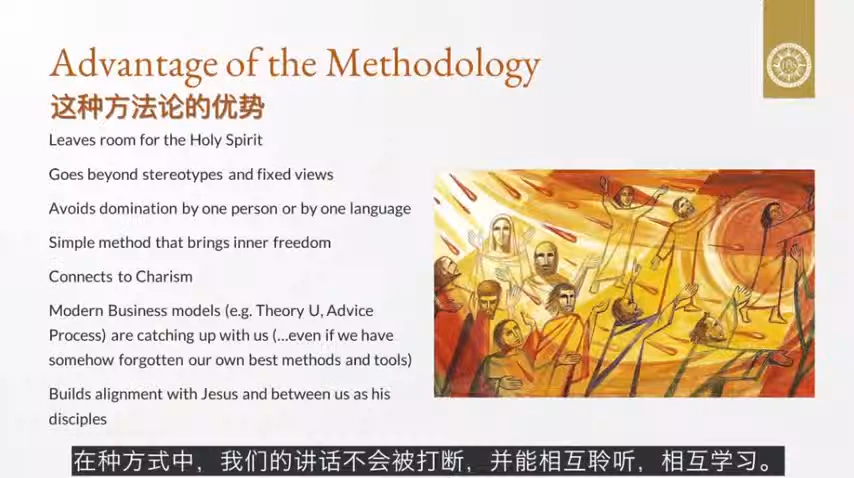 Advantage of the Methodology
这种方法论的优势
Leaves room for the Holy Spirit
Goes beyond stereotypes and fixed views
Avoids domination by one person or by one language
Simple method that brings inner freedom
Connects to Charism
Modern Business models (e.g. Theory U, Advice
Process) are catching up with us (...even if we have
somehow forgotten our own best methods and tools)
Builds alignment with Jesus and between us as his
disciples
在种方式中，我们的讲话不会被打断，并能相互聆听，相互学习。